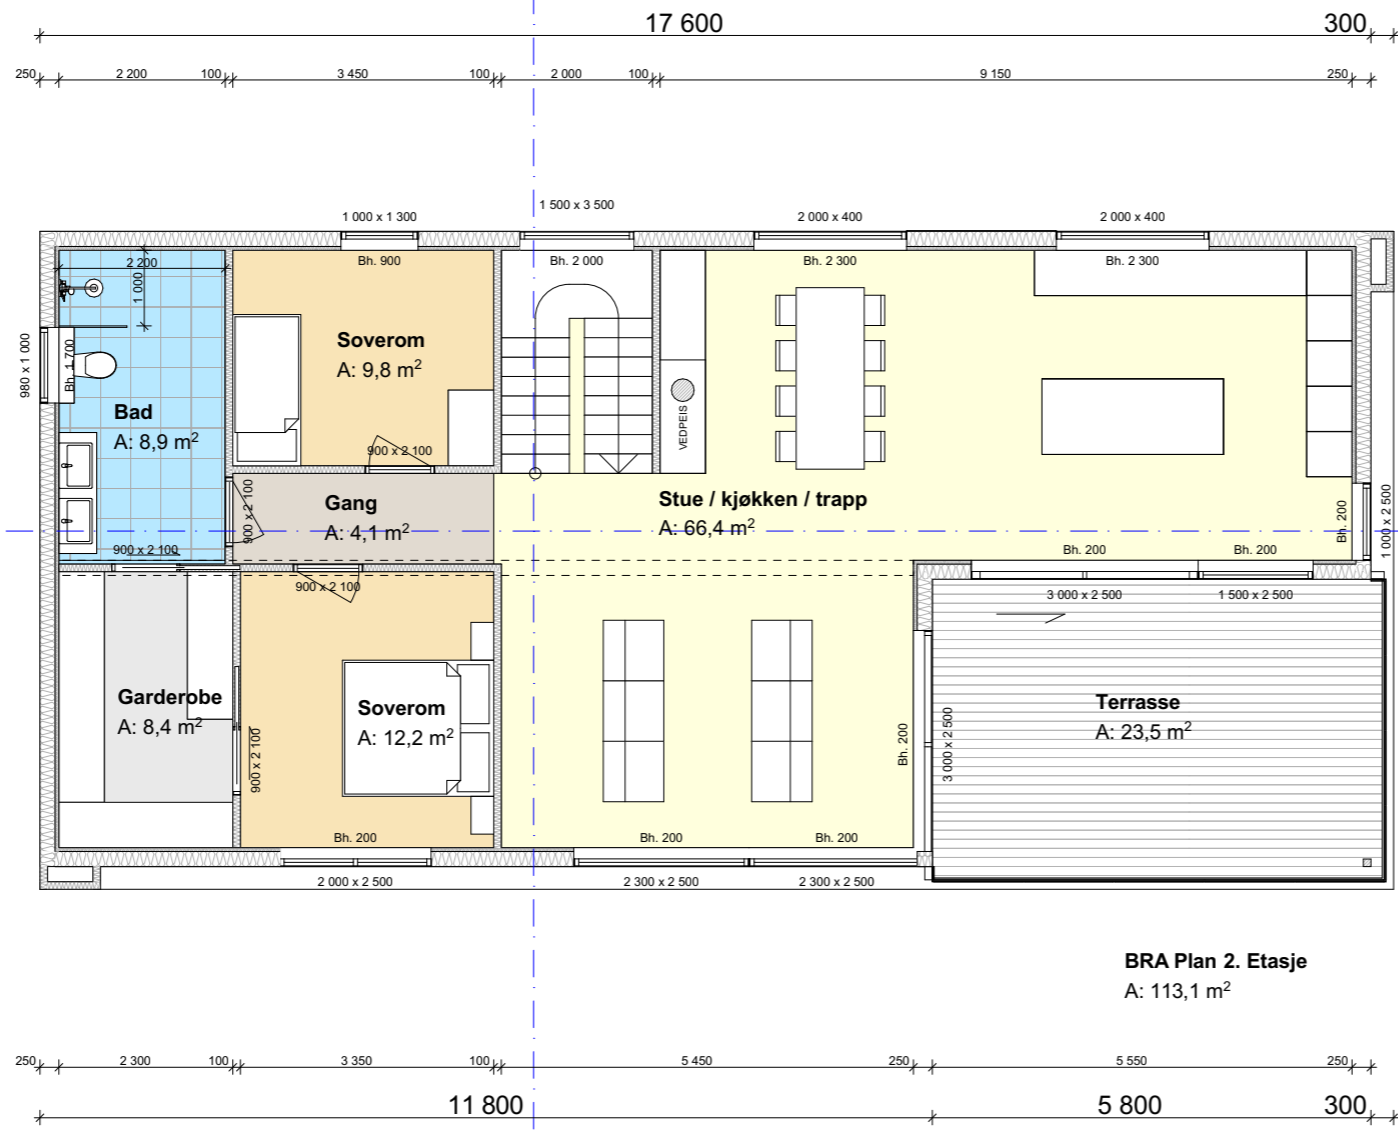 17 600 300
250 2 200 100 3 450 100 2 000 100 9 150 250
1 000 x 1 300 1 500 x 3 500 2 000 x 400 2 000 x 400
2 200 Bh. 900 Bh. 2 000 Bh. 2 300 Bh. 2 300
1 000
980 x 1 000
Bh. 1 700
Soverom
A: 9,8 m²
Bad
A: 8,9 m²
VEDPEIS
900 x 2 100
Gang
A: 4,1 m²
900 x 2 100
Stue / kjøkken / trapp
A: 66,4 m²
Bh. 200
1 000 x 2 500
900 x 2 100
Bh. 200 Bh. 200
900 x 2 100
3 000 x 2 500 1 500 x 2 500
Garderobe
A: 8,4 m²
Soverom
A: 12,2 m²
900 x 2 100
Bh. 200
3 000 x 2 500
Terrasse
A: 23,5 m²
Bh. 200 Bh. 200 Bh. 200
2 000 x 2 500 2 300 x 2 500 2 300 x 2 500
BRA Plan 2. Etasje
A: 113,1 m²
250 2 300 100 3 350 100 5 450 250 5 550 250
11 800 5 800 300